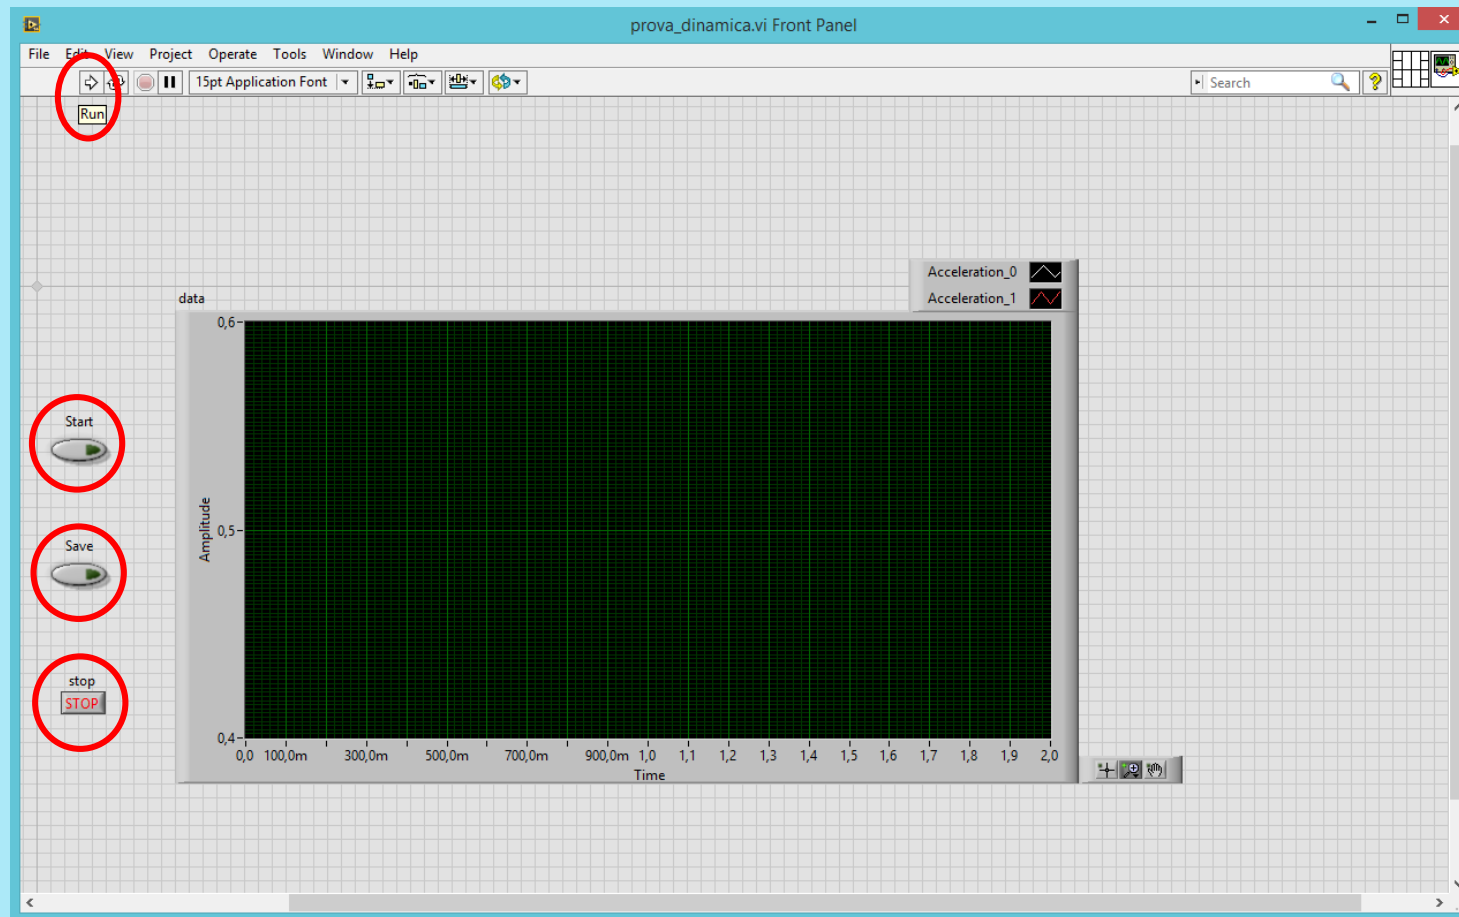 prova_dinamica.vi Front Panel
File Edit View Project Operate Tools Window Help
15pt Application Font
Search
Run
Acceleration_0
Acceleration_1
data
0,6
0,5
0,4
Amplitude
Start
Save
stop
STOP
0,0 100,0m 300,0m 500,0m 700,0m 900,0m 1,0 1,1 1,2 1,3 1,4 1,5 1,6 1,7 1,8 1,9 2,0
Time